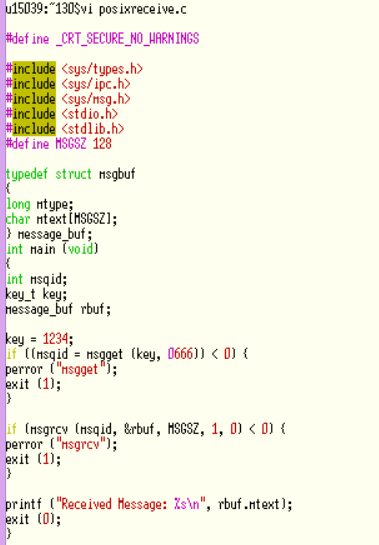 u15039:~130$vi posixreceive.c
#define _CRT_SECURE_NO_WARNINGS
#include <sys/types.h>
#include <sys/ipc.h>
#include <sys/msg.h>
#include <stdio.h>
#include <stdlib.h>
#define MSGSZ 128
typedef struct msgbuf
{
long mtype;
char mtext[MSGSZ];
} message_buf;
int main (void)
{
int msqid;
key_t key;
message_buf rbuf;
key = 1234;
if ((msqid = msgget (key, 0666)) < 0) {
perror ("msgget");
exit (1);
}
if (msgrcv (msqid, &rbuf, MSGSZ, 1, 0) < 0) {
perror ("msgrcv");
exit (1);
}
printf ("Received Message: %s\n", rbuf.mtext);
exit (0);
}